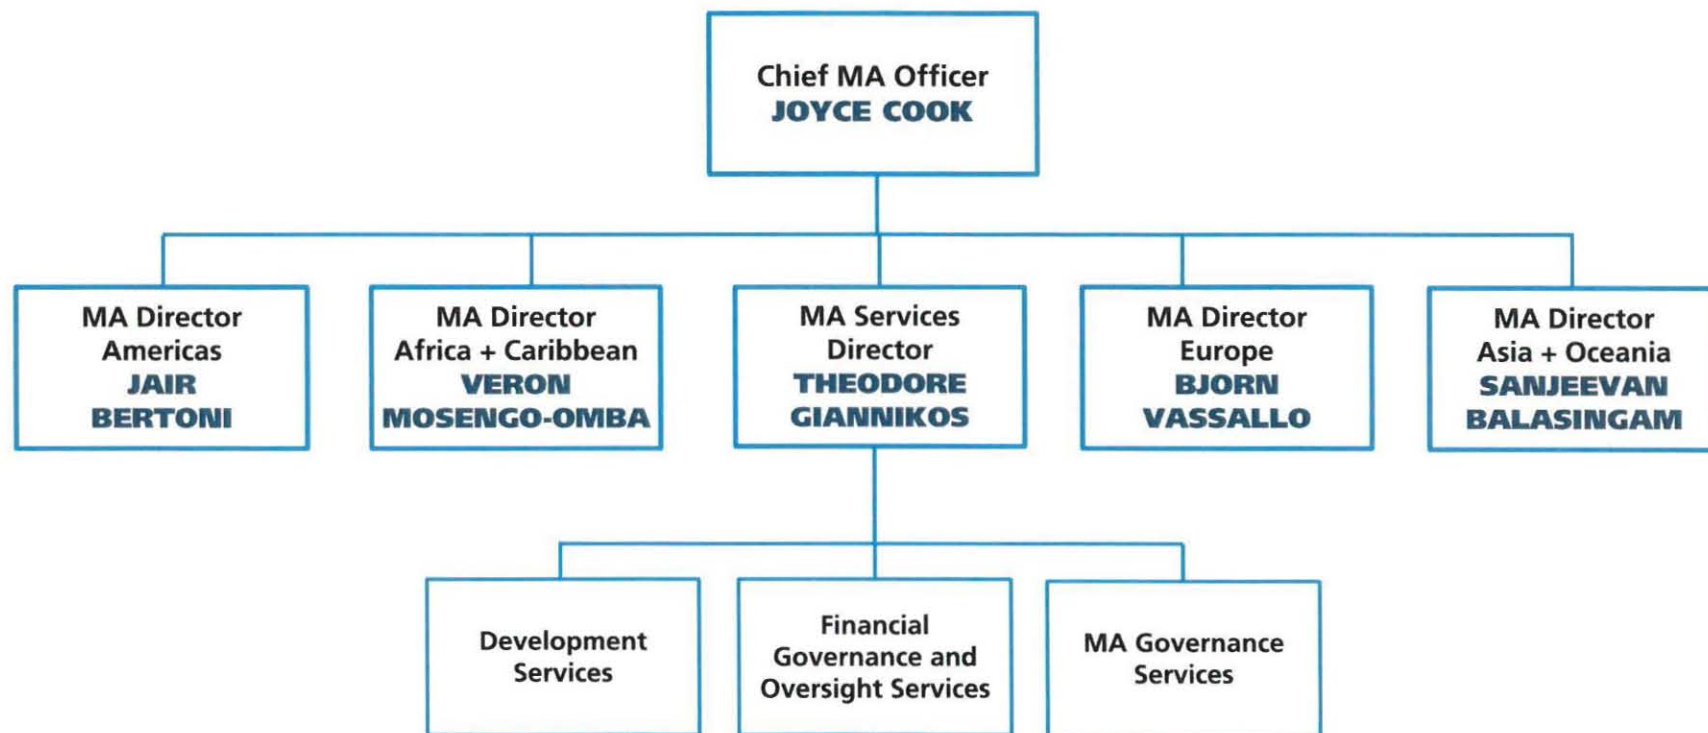 Chief MA Officer
JOYCE COOK
MA Director
Americas
JAIR
BERTONI
MA Director
Africa + Caribbean
VERON
MOSENGO-OMBA
MA Services
Director
THEODORE
GIANNIKOS
MA Director
Europe
BJORN
VASSALLO
MA Director
Asia + Oceania
SANJEEVAN
BALASINGAM
Development
Services
Financial
Governance and
Oversight Services
MA Governance
Services